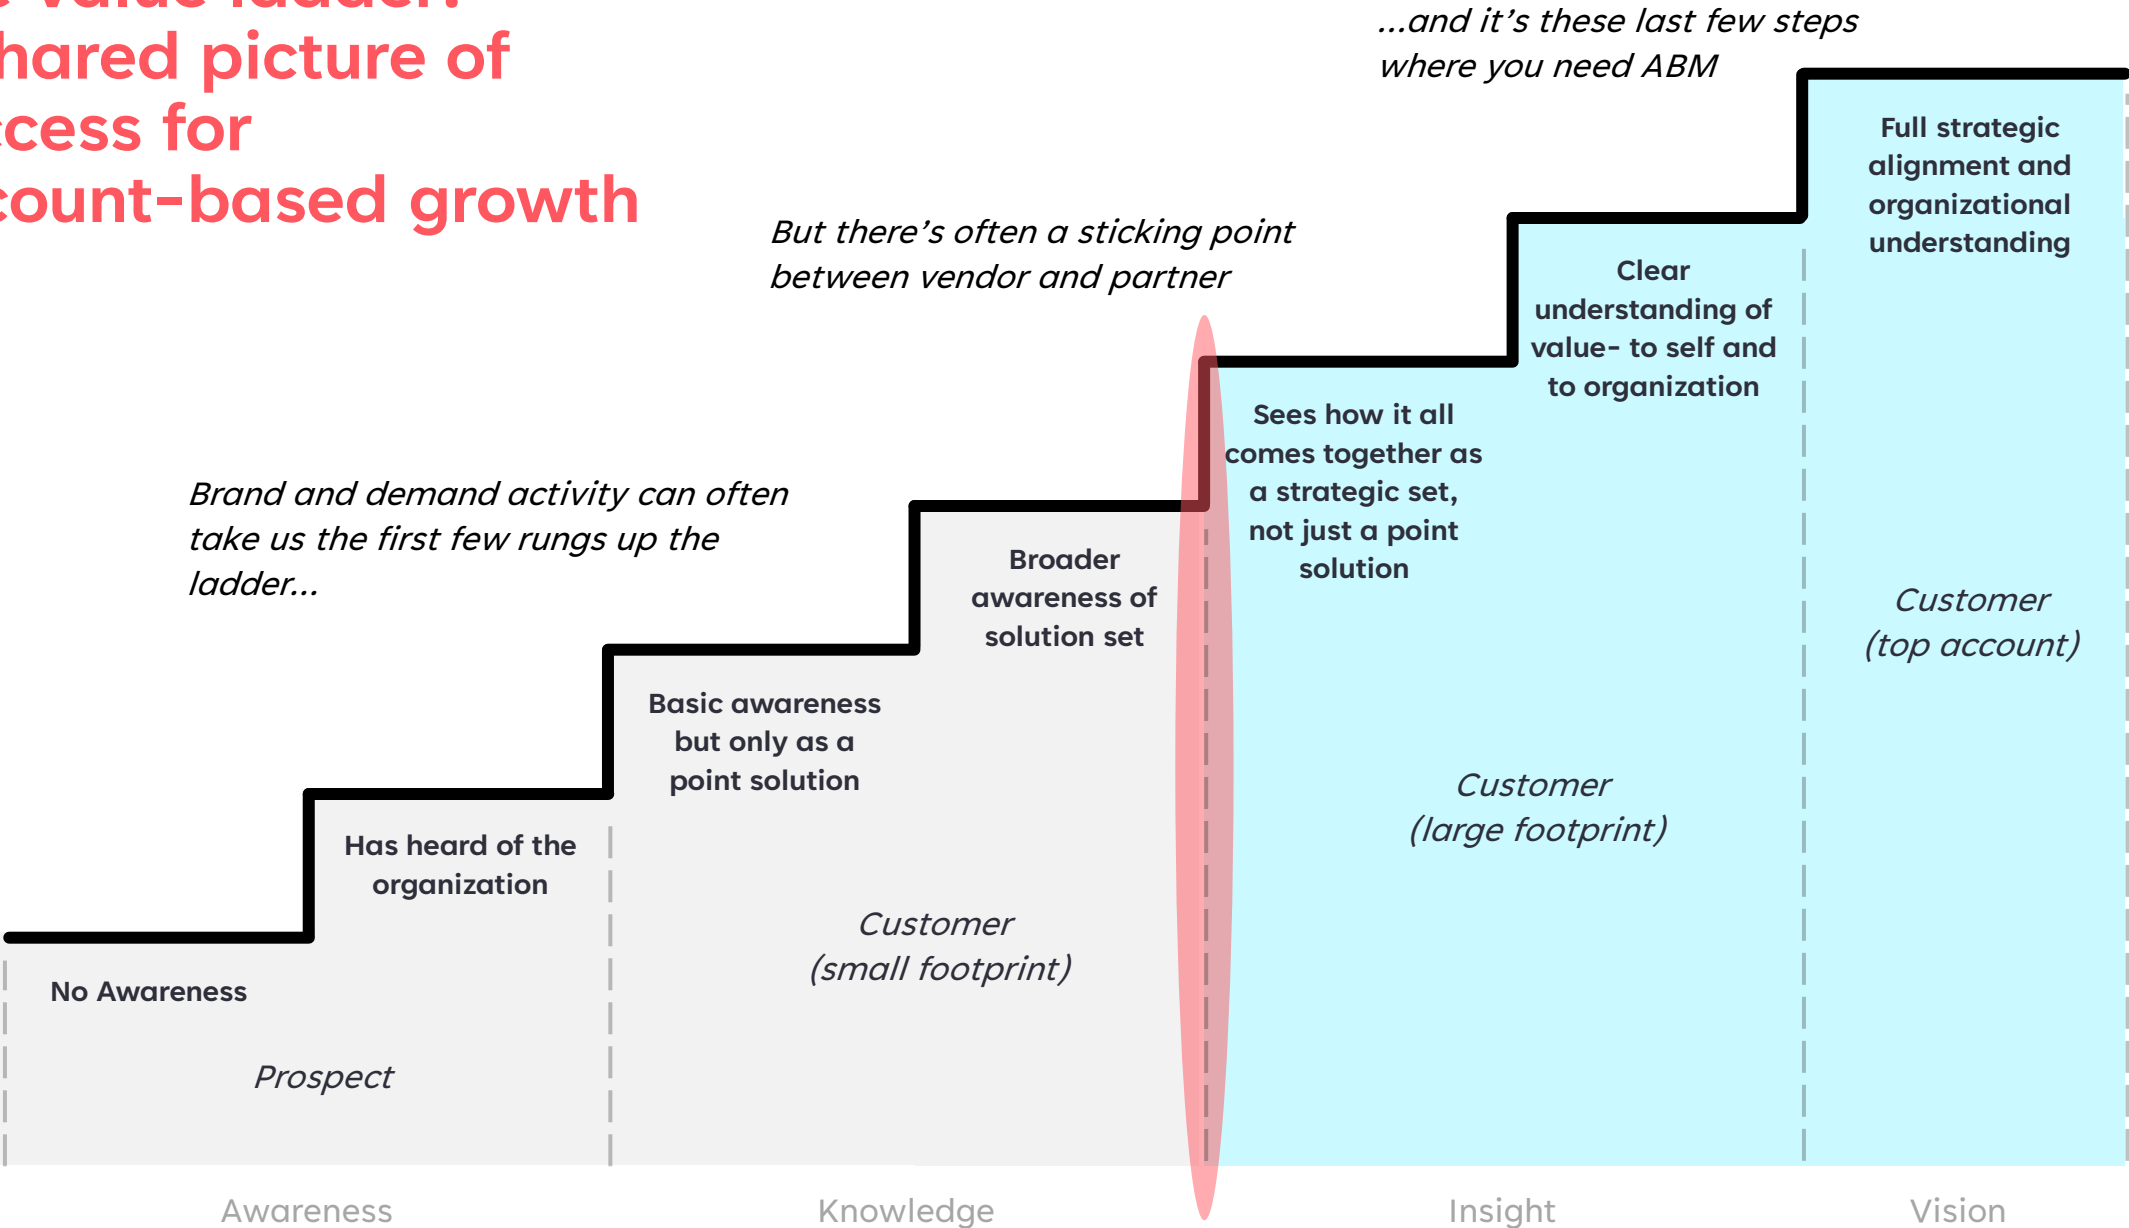 value ladder:
hared picture of
ccess for
count-based growth
...and it's these last few steps
where you need ABM
But there's often a sticking point
between vendor and partner
Brand and demand activity can often
take us the first few rungs up the
ladder...
Full strategic
alignment and
organizational
understanding
Clear
understanding of
value- to self and
to organization
Sees how it all
comes together as
a strategic set,
not just a point
solution
Broader
awareness of
solution set
Basic awareness
but only as a
point solution
Has heard of the
organization
No Awareness
Prospect
Customer
(small footprint)
Customer
(large footprint)
Customer
(top account)
Awareness
Knowledge
Insight
Vision